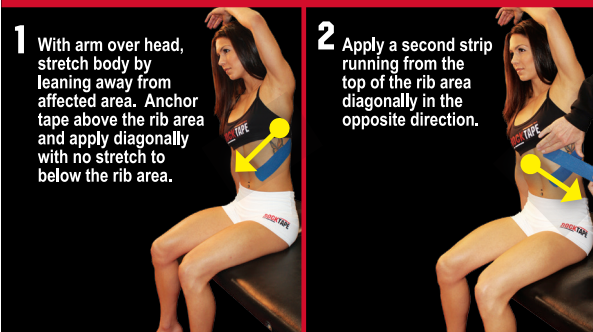 1
With arm over head,
stretch body by
leaning away from
affected area.  Anchor
tape above the rib area
and apply diagonally
with no stretch to
below the rib area.
ROCKTAPE
2
Apply a second strip
running from the
top of the rib area
diagonally in the
opposite direction.
ROCKTAPE